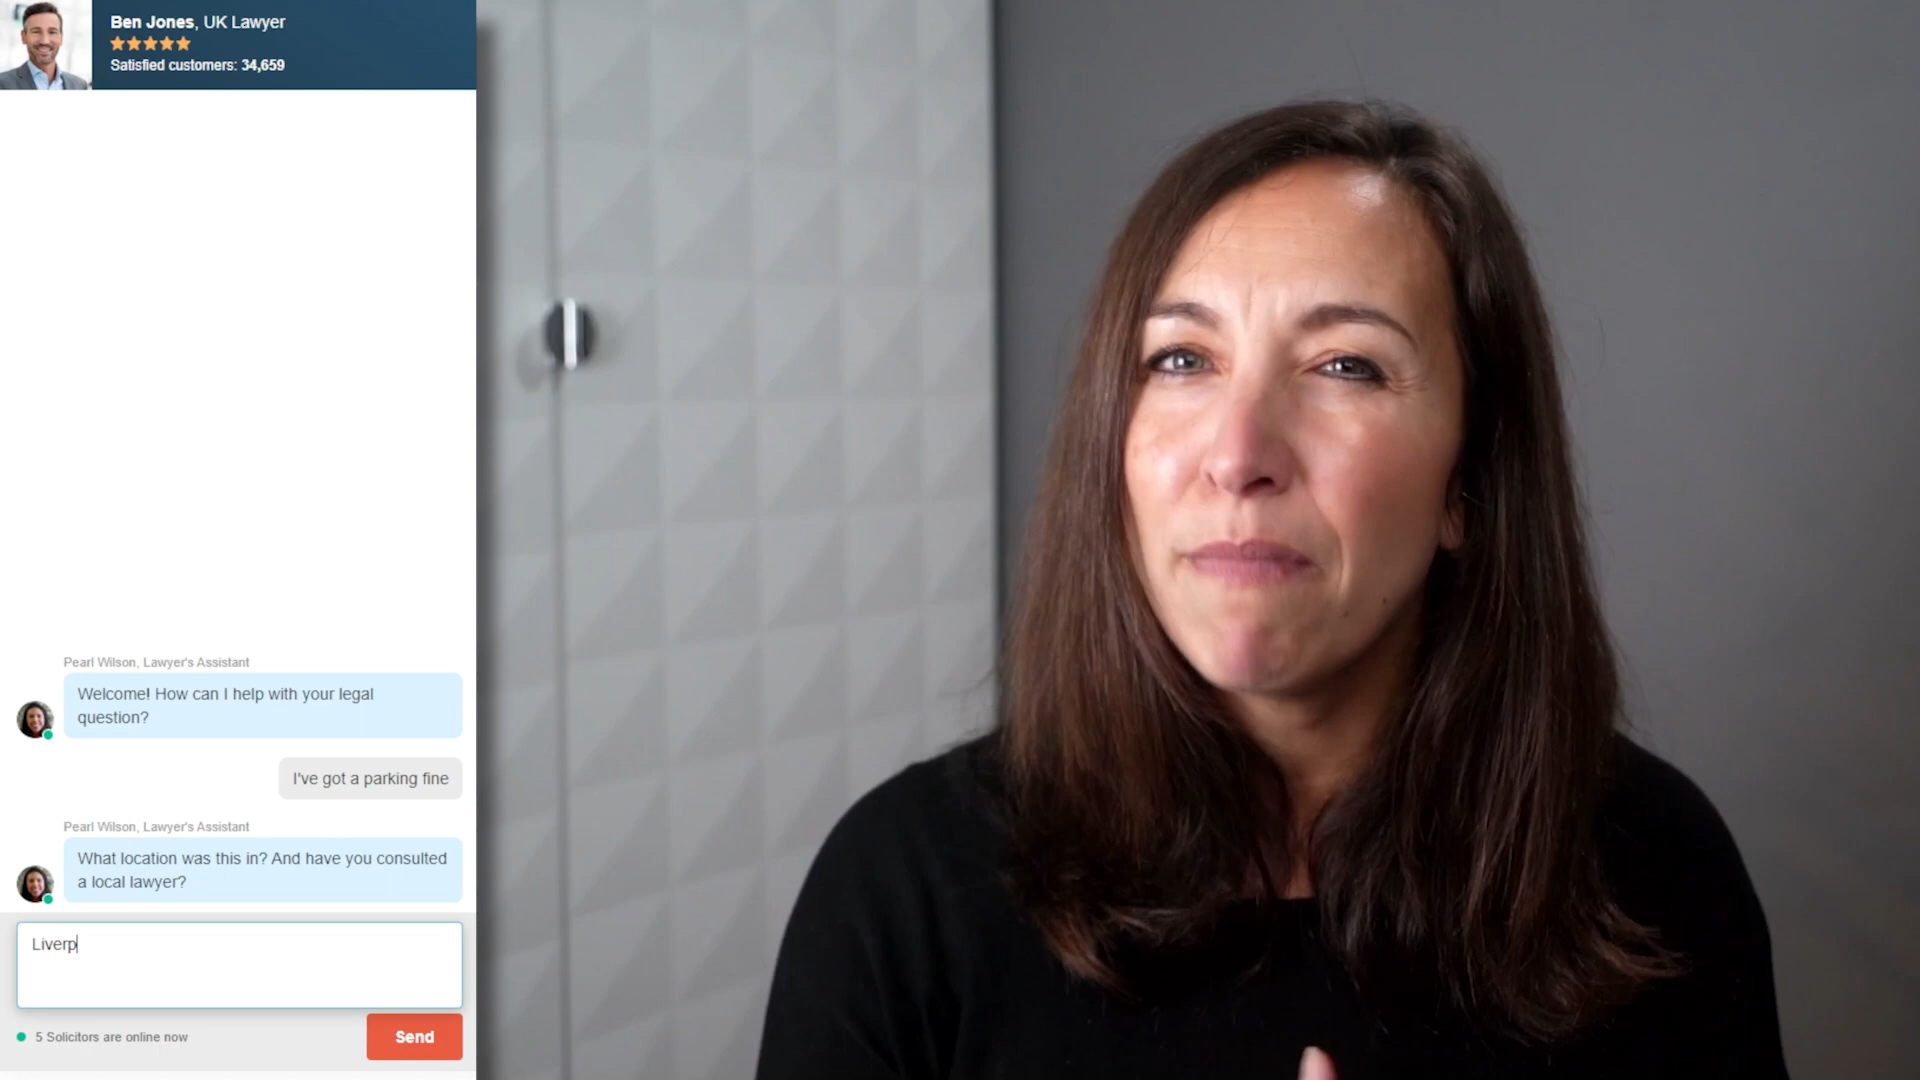 Ben Jones, UK Lawyer
Satisfied customers: 34,659
Pearl Wilson, Lawyer's Assistant
Welcome! How can I help with your legal
question?
I've got a parking fine
Pearl Wilson, Lawyer's Assistant
What location was this in? And have you consulted
a local lawyer?
Liverp
5 Solicitors are online now
Send